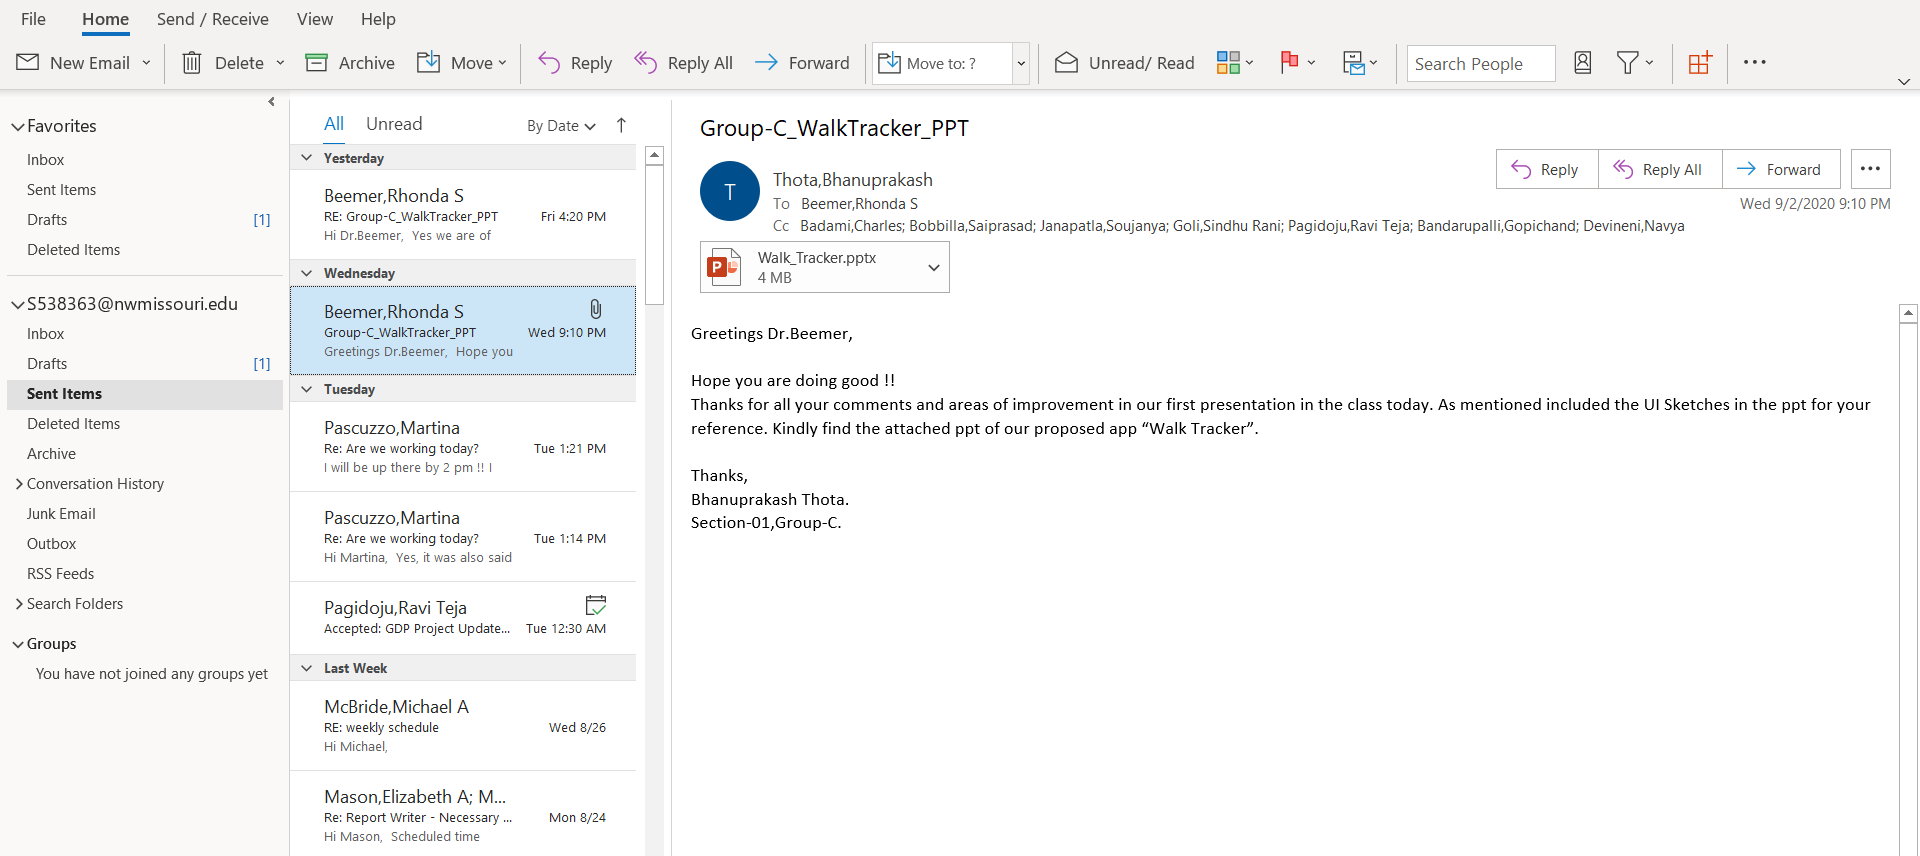 File Home Send / Receive View Help
New Email Delete Archive Move Reply Reply All Forward Move to: ? Unread/ Read Search People
Favorites
Inbox
Sent Items
Drafts [1]
Deleted Items
S538363@nwmissouri.edu
Inbox
Drafts [1]
Sent Items
Deleted Items
Archive
Conversation History
Junk Email
Outbox
RSS Feeds
Search Folders
Groups
You have not joined any groups yet
All Unread By Date
Yesterday
Beemer,Rhonda S
RE: Group-C_WalkTracker_PPT Fri 4:20 PM
Hi Dr.Beemer, Yes we are of
Wednesday
Beemer,Rhonda S
Group-C_WalkTracker_PPT Wed 9:10 PM
Greetings Dr.Beemer, Hope you
Tuesday
Pascuzzo,Martina
Re: Are we working today? Tue 1:21 PM
I will be up there by 2 pm !! I
Pascuzzo,Martina
Re: Are we working today? Tue 1:14 PM
Hi Martina, Yes, it was also said
Pagidoju,Ravi Teja
Accepted: GDP Project Update... Tue 12:30 AM
Last Week
McBride,Michael A
RE: weekly schedule Wed 8/26
Hi Michael,
Mason,Elizabeth A; M...
Re: Report Writer - Necessary ... Mon 8/24
Hi Mason, Scheduled time
Group-C_WalkTracker_PPT
T
Thota,Bhanuprakash
Reply Reply All Forward
To Beemer,Rhonda S
Wed 9/2/2020 9:10 PM
Cc Badami,Charles; Bobbilla,Saiprasad; Janapatla,Soujanya; Goli,Sindhu Rani; Pagidoju,Ravi Teja; Bandarupalli,Gopichand; Devineni,Navya
P
Walk_Tracker.pptx
4 MB
Greetings Dr.Beemer,
Hope you are doing good !!
Thanks for all your comments and areas of improvement in our first presentation in the class today. As mentioned included the UI Sketches in the ppt for your
reference. Kindly find the attached ppt of our proposed app “Walk Tracker”.
Thanks,
Bhanuprakash Thota.
Section-01,Group-C.